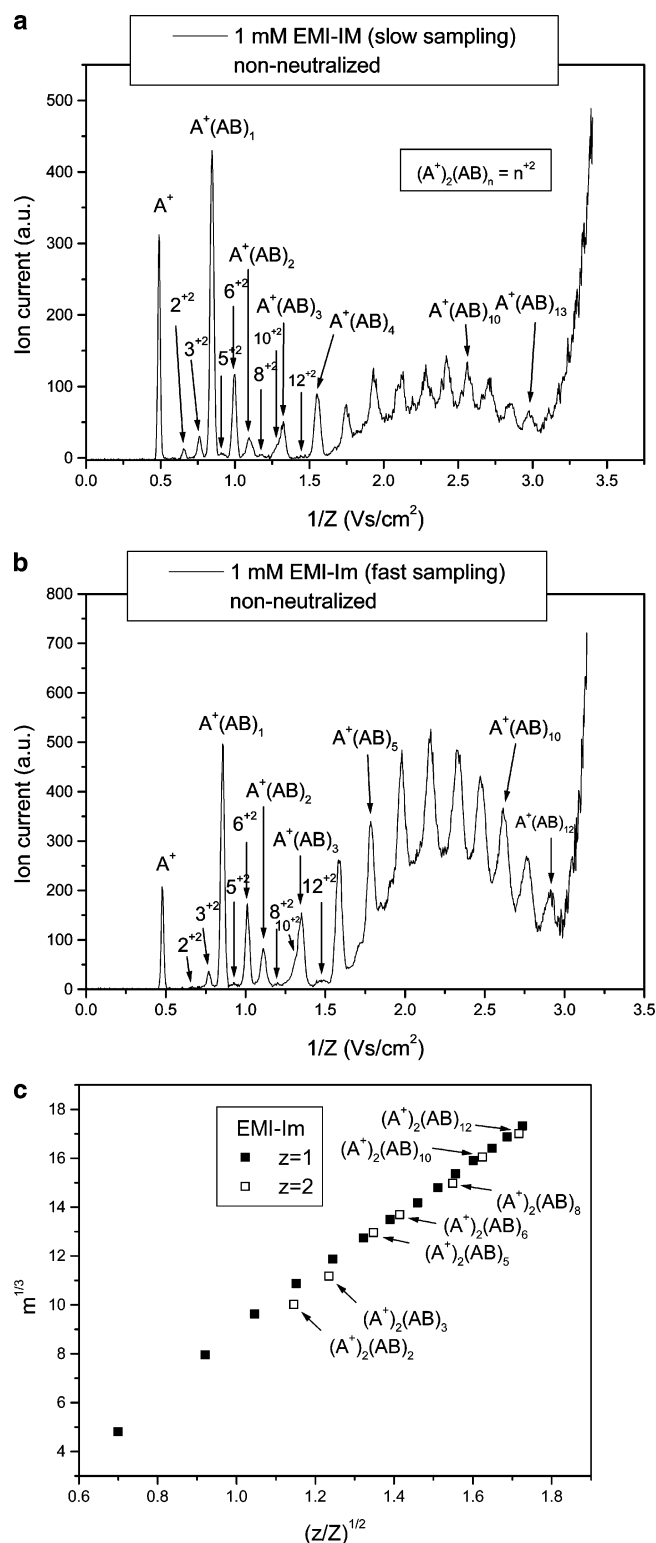 a
1 mM EMI-IM (slow sampling)
non-neutralized
A⁺(AB)₁
(A⁺)₂(AB)ₙ = n⁺²
A⁺
A⁺(AB)₂
2⁺²
6⁺²
A⁺(AB)₃
A⁺(AB)₄
A⁺(AB)₁₀
A⁺(AB)₁₃
3⁺²
5⁺²
10⁺²
8⁺²
12⁺²
Ion current (a.u.)
500
400
300
200
100
0
0.0 0.5 1.0 1.5 2.0 2.5 3.0 3.5
1/Z (Vs/cm²)
b
1 mM EMI-Im (fast sampling)
non-neutralized
A⁺(AB)₁
A⁺(AB)₅
A⁺(AB)₁₀
A⁺(AB)₂
6⁺²
A⁺(AB)₃
A⁺(AB)₁₂
A⁺
3⁺²
5⁺²
8⁺²
12⁺²
10⁺²
2⁺²
Ion current (a.u.)
800
700
600
500
400
300
200
100
0
0.0 0.5 1.0 1.5 2.0 2.5 3.0 3.5
1/Z (Vs/cm²)
c
EMI-Im
z=1
z=2
(A⁺)₂(AB)₁₂
(A⁺)₂(AB)₁₀
(A⁺)₂(AB)₈
(A⁺)₂(AB)₆
(A⁺)₂(AB)₅
(A⁺)₂(AB)₃
(A⁺)₂(AB)₂
m¹ᐟ³
18
16
14
12
10
8
6
4
0.6 0.8 1.0 1.2 1.4 1.6 1.8
(z/Z)¹ᐟ²